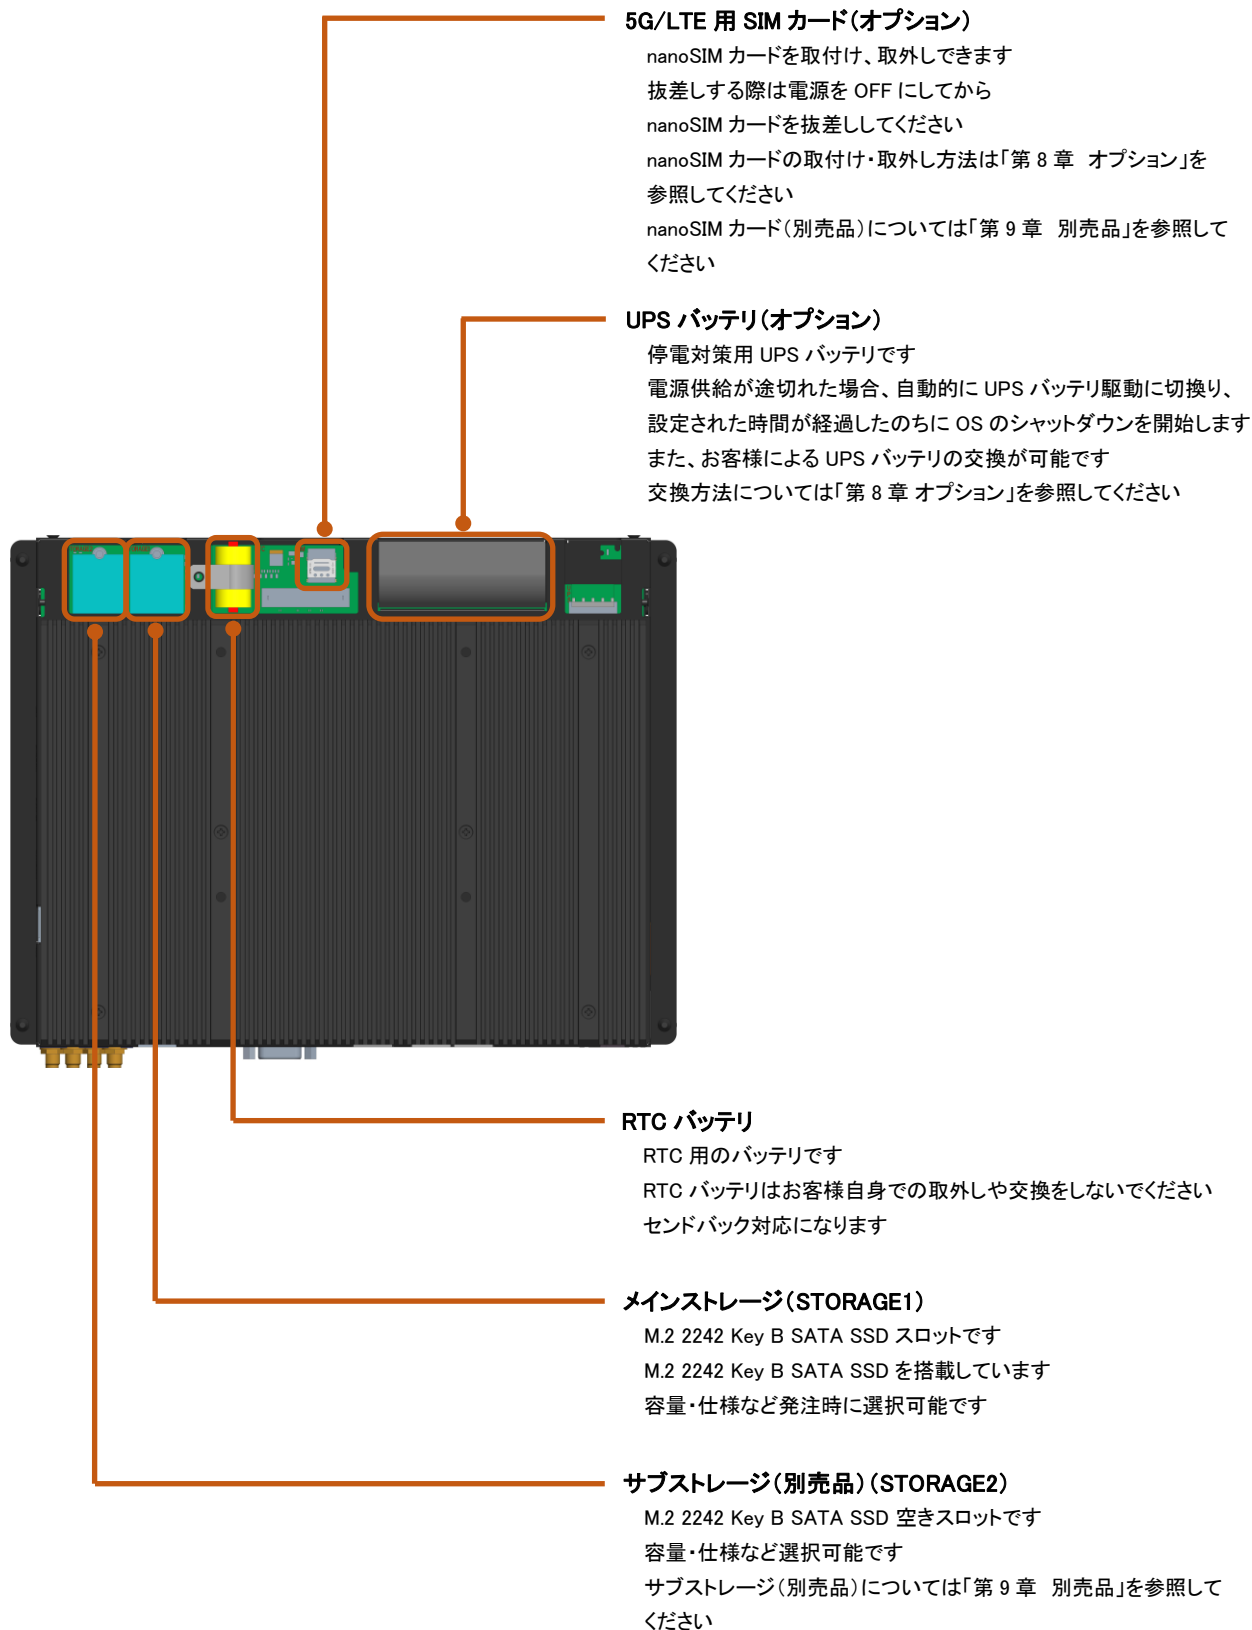 5G/LTE 用 SIM カード(オプション)
nanoSIM カードを取付け、取外しできます
抜差しする際は電源を OFF にしてから
nanoSIM カードを抜差ししてください
nanoSIM カードの取付け・取外し方法は「第 8 章　オプション」を
参照してください
nanoSIM カード(別売品)については「第 9 章　別売品」を参照して
ください
UPS バッテリ(オプション)
停電対策用 UPS バッテリです
電源供給が途切れた場合、自動的に UPS バッテリ駆動に切換り、
設定された時間が経過したのちに OS のシャットダウンを開始します
また、お客様による UPS バッテリの交換が可能です
交換方法については「第 8 章 オプション」を参照してください
RTC バッテリ
RTC 用のバッテリです
RTC バッテリはお客様自身での取外しや交換をしないでください
センドバック対応になります
メインストレージ(STORAGE1)
M.2 2242 Key B SATA SSD スロットです
M.2 2242 Key B SATA SSD を搭載しています
容量・仕様など発注時に選択可能です
サブストレージ(別売品)(STORAGE2)
M.2 2242 Key B SATA SSD 空きスロットです
容量・仕様など選択可能です
サブストレージ(別売品)については「第 9 章　別売品」を参照して
ください